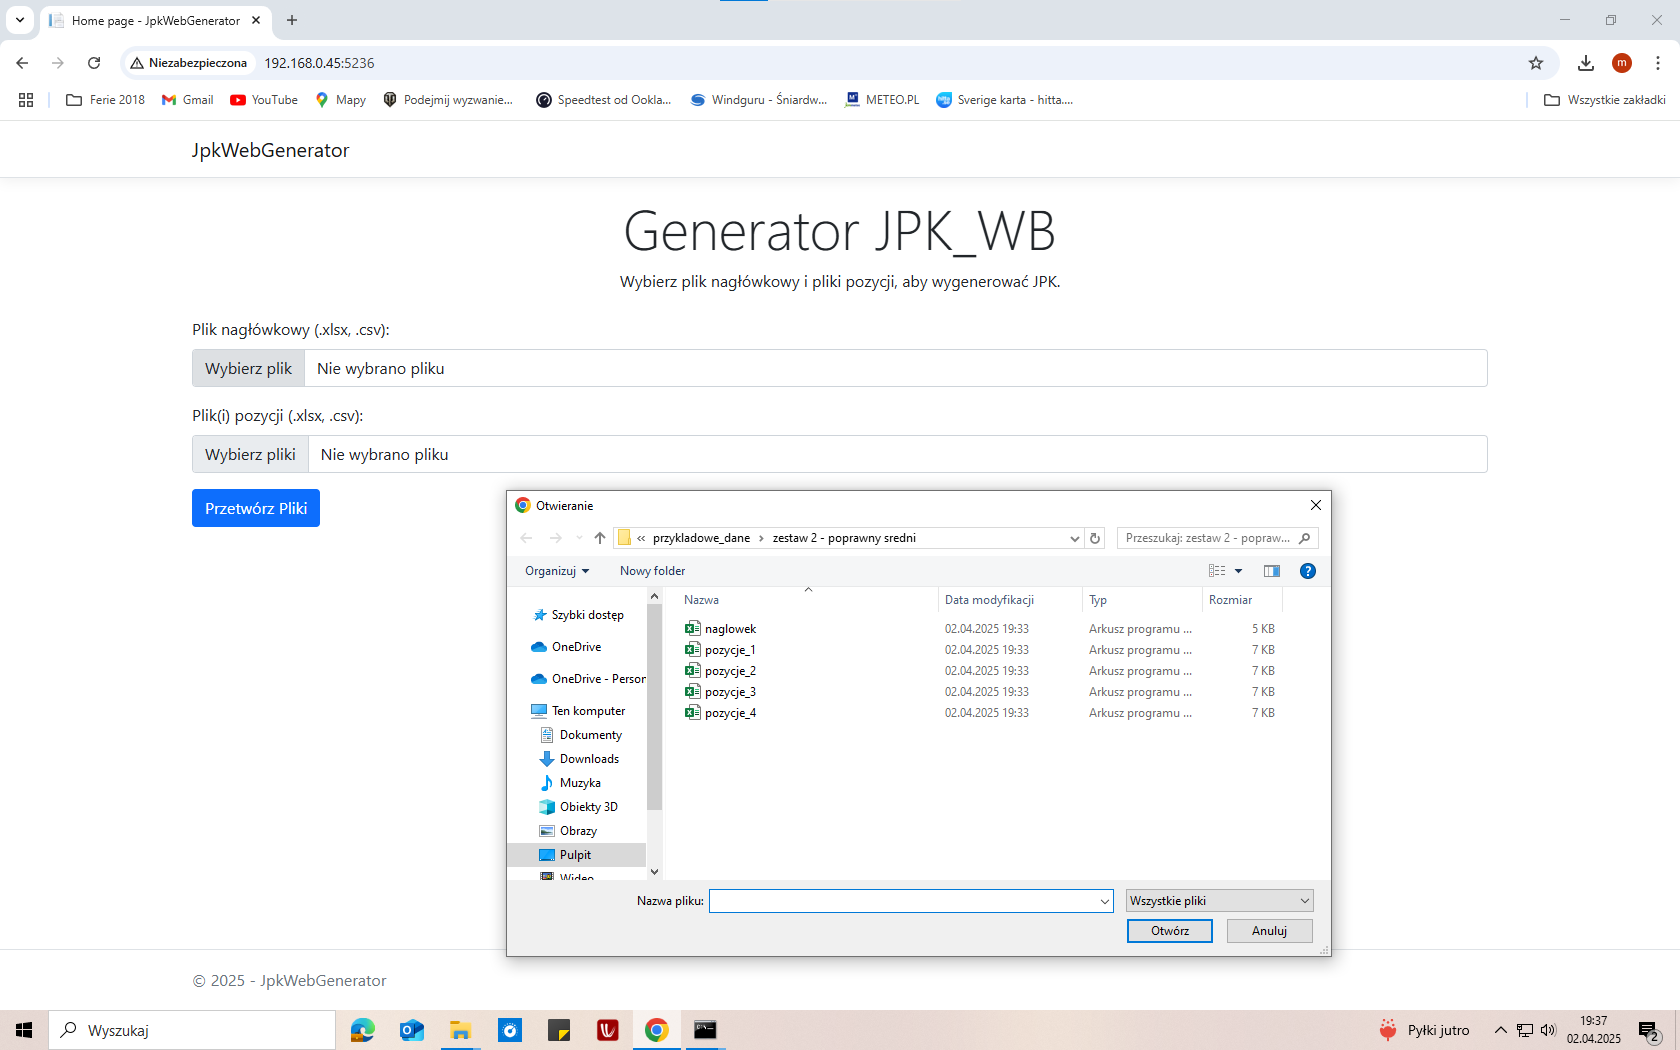 Home page - JpkWebGenerator
Niezabezpieczona
192.168.0.45:5236
m
Ferie 2018
Gmail
YouTube
Mapy
Podejmij wyzwanie...
Speedtest od Ookla...
Windguru - Śniardw...
METEO.PL
Sverige karta - hitta....
Wszystkie zakładki
JpkWebGenerator
Generator JPK_WB
Wybierz plik nagłówkowy i pliki pozycji, aby wygenerować JPK.
Plik nagłówkowy (.xlsx, .csv):
Wybierz plik
Nie wybrano pliku
Plik(i) pozycji (.xlsx, .csv):
Wybierz pliki
Nie wybrano pliku
Przetwórz Pliki
Otwieranie
« przykladowe_dane › zestaw 2 - poprawny sredni
Przeszukaj: zestaw 2 - popraw...
Organizuj
Nowy folder
Szybki dostęp
OneDrive
OneDrive - Person
Ten komputer
Dokumenty
Downloads
Muzyka
Obiekty 3D
Obrazy
Pulpit
Wideo
Nazwa Data modyfikacji Typ Rozmiar
naglowek 02.04.2025 19:33 Arkusz programu ... 5 KB
pozycje_1 02.04.2025 19:33 Arkusz programu ... 7 KB
pozycje_2 02.04.2025 19:33 Arkusz programu ... 7 KB
pozycje_3 02.04.2025 19:33 Arkusz programu ... 7 KB
pozycje_4 02.04.2025 19:33 Arkusz programu ... 7 KB
Nazwa pliku:
Wszystkie pliki
Otwórz
Anuluj
© 2025 - JpkWebGenerator
Wyszukaj
Pyłki jutro
19:37
02.04.2025
2